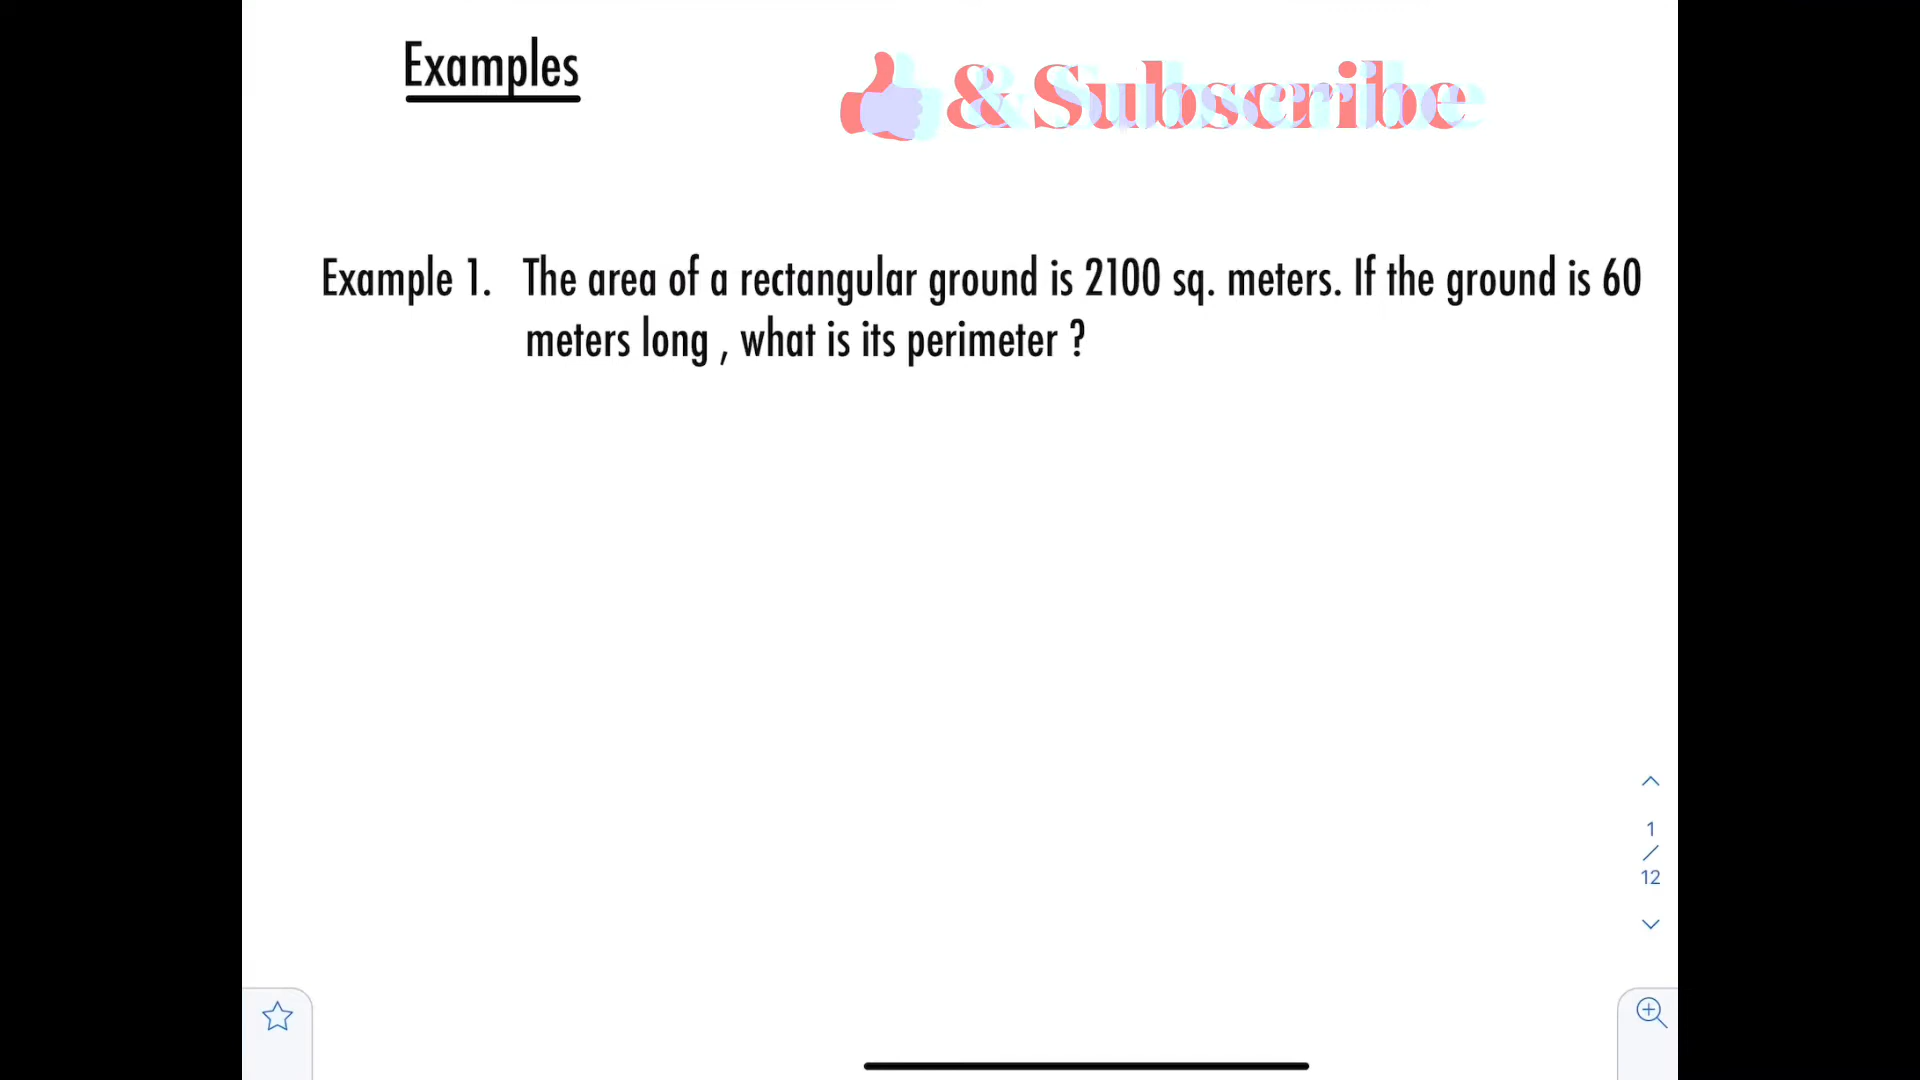 Examples
& Subscribe
Example 1. The area of a rectangular ground is 2100 sq. meters. If the ground is 60
meters long , what is its perimeter ?
1
/
12